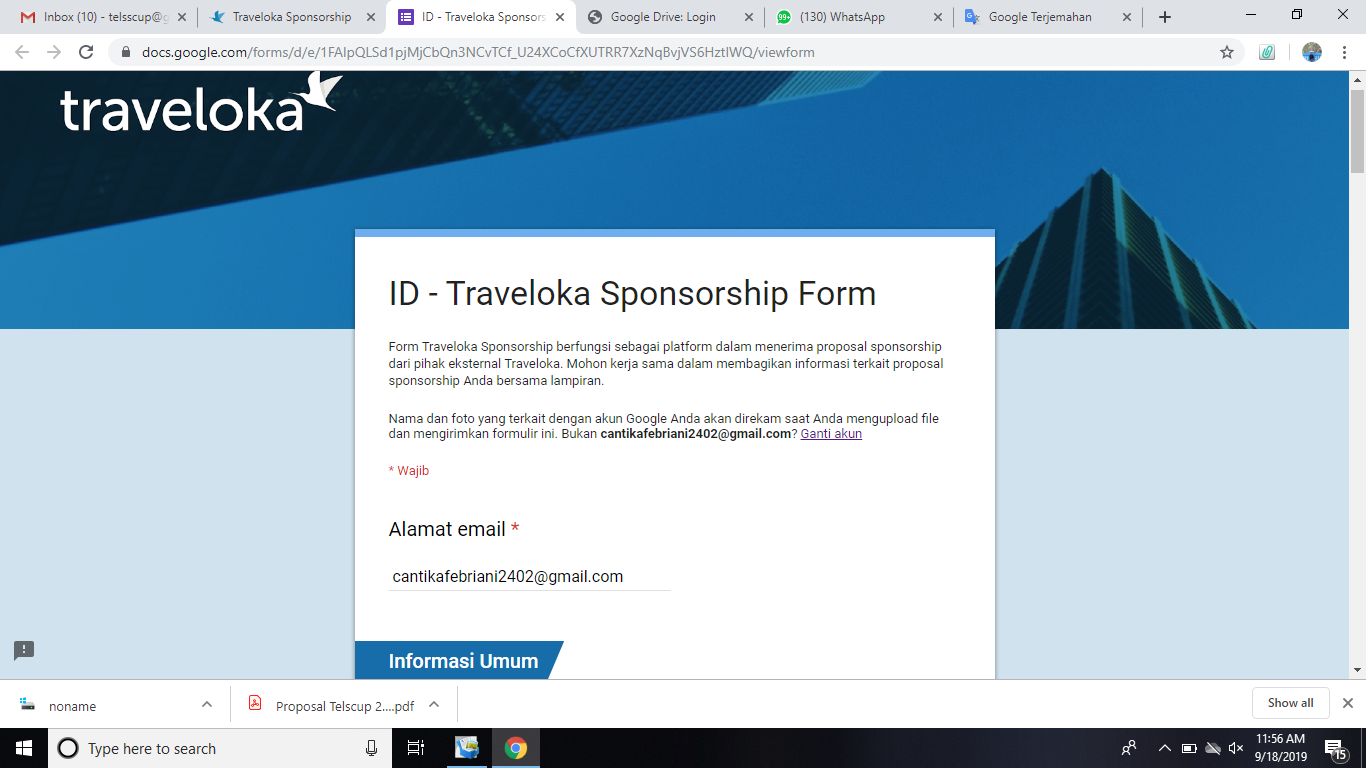 Inbox (10) - telsscup@g
Traveloka Sponsorship
ID - Traveloka Sponsors
Google Drive: Login
99+
(130) WhatsApp
Google Terjemahan
docs.google.com/forms/d/e/1FAIpQLSd1pjMjCbQn3NCvTCf_U24XCoCfXUTRR7XzNqBvjVS6HztIWQ/viewform
traveloka
ID - Traveloka Sponsorship Form
Form Traveloka Sponsorship berfungsi sebagai platform dalam menerima proposal sponsorship
dari pihak eksternal Traveloka. Mohon kerja sama dalam membagikan informasi terkait proposal
sponsorship Anda bersama lampiran.
Nama dan foto yang terkait dengan akun Google Anda akan direkam saat Anda mengupload file
dan mengirimkan formulir ini. Bukan cantikafebriani2402@gmail.com? Ganti akun
* Wajib
Alamat email *
cantikafebriani2402@gmail.com
Informasi Umum
noname
Proposal Telscup 2....pdf
Show all
Type here to search
11:56 AM
9/18/2019
15